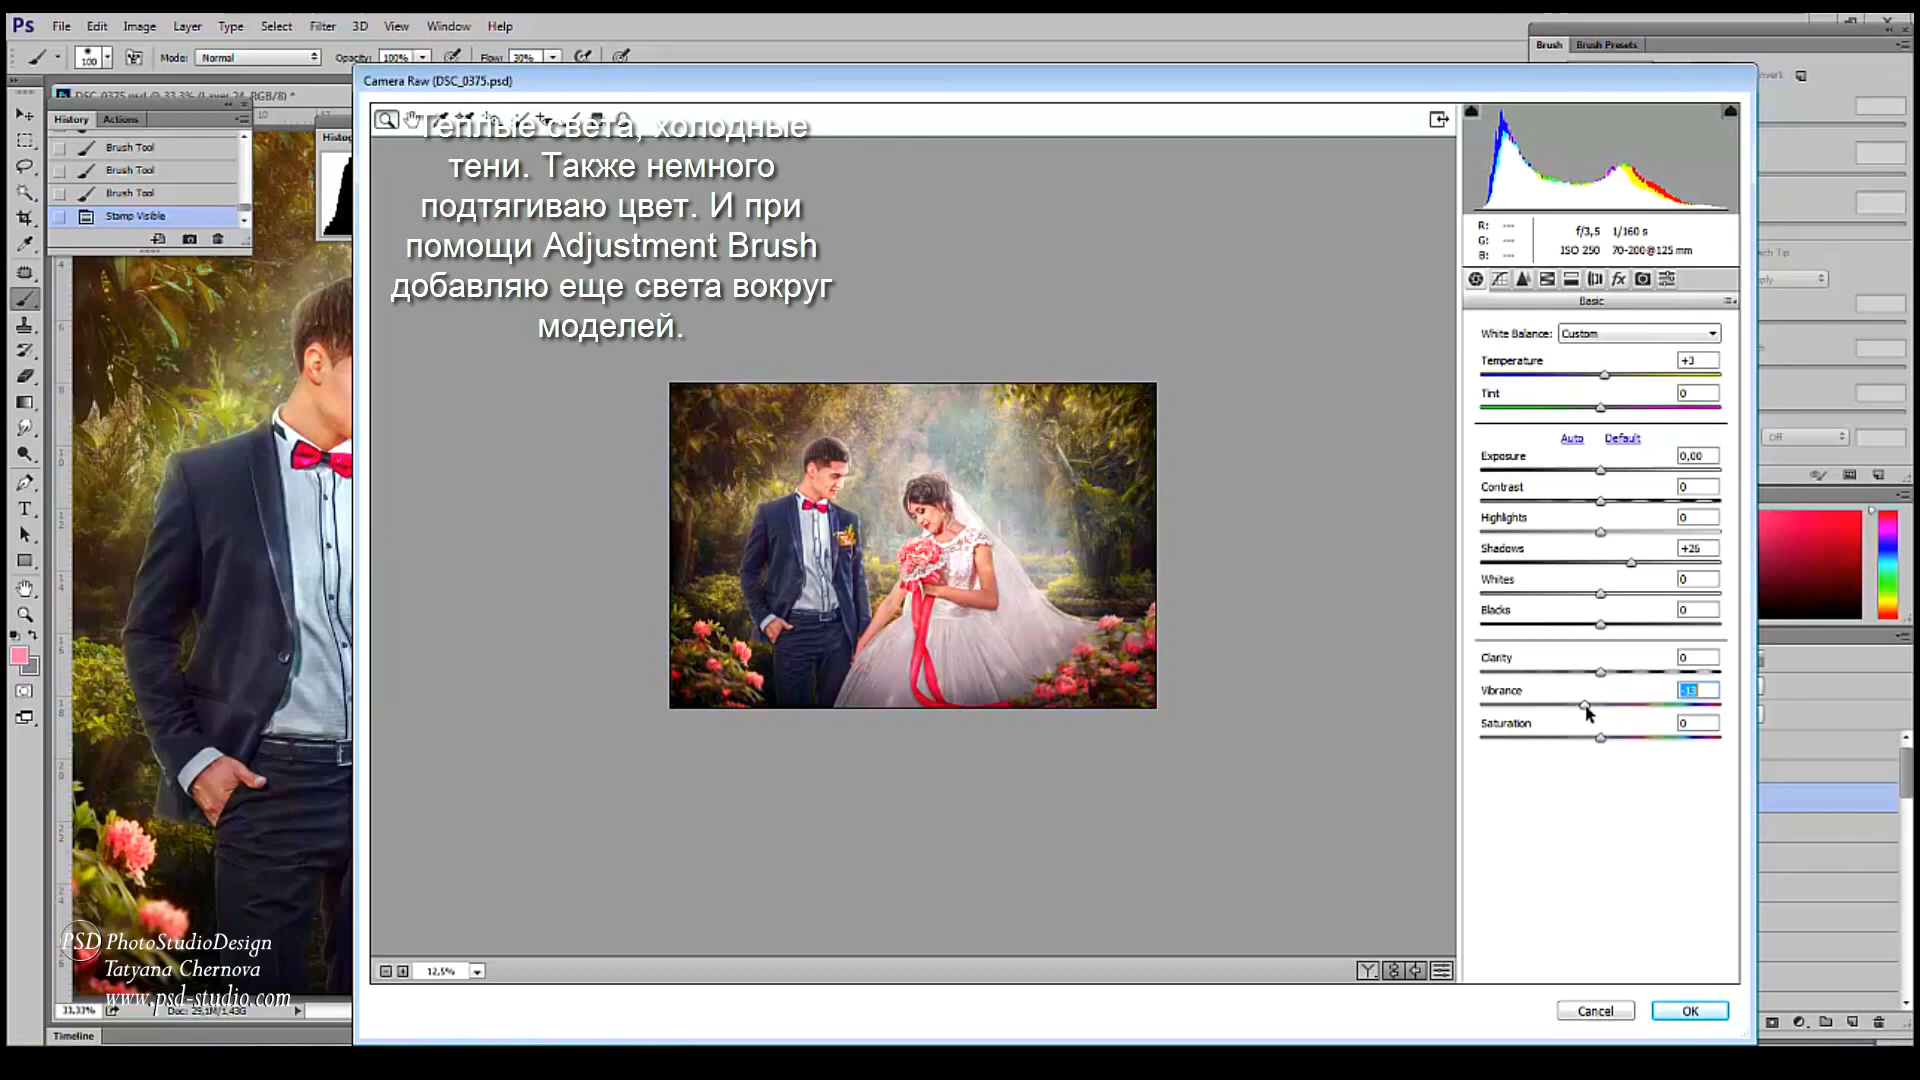 Ps File Edit Image Layer Type Select Filter 3D View Window Help
100 Mode: Normal Opacity: 100% Flow: 30%
Brush Brush Presets
Camera Raw (DSC_0375.psd)
DSC_0375.psd @ 33,3% (Layer 24, RGB/8) *
History Actions
Brush Tool
Brush Tool
Brush Tool
Stamp Visible
Теплые света, холодные
тени. Также немного
подтягиваю цвет. И при
помощи Adjustment Brush
добавляю еще света вокруг
моделей.
R: ---
G: ---
B: ---
f/3,5 1/160 s
ISO 250 70-200@125 mm
Basic
White Balance: Custom
Temperature +3
Tint 0
Auto Default
Exposure 0,00
Contrast 0
Highlights 0
Shadows +26
Whites 0
Blacks 0
Clarity 0
Vibrance -13
Saturation 0
Off
12,5%
Cancel OK
PSD PhotoStudioDesign
Tatyana Chernova
www.psd-studio.com
33,33% Doc: 29,1M/1,43G
Timeline